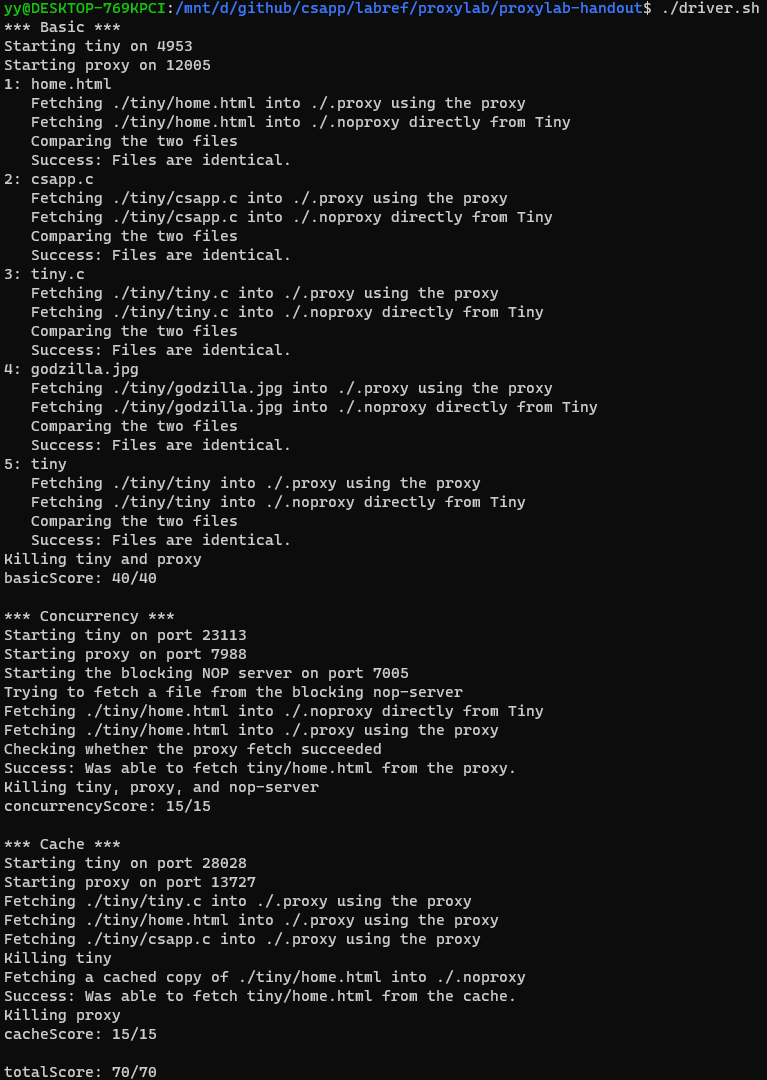 yy@DESKTOP-769KPCI:/mnt/d/github/csapp/labref/proxylab/proxylab-handout$ ./driver.sh
*** Basic ***
Starting tiny on 4953
Starting proxy on 12005
1: home.html
   Fetching ./tiny/home.html into ./.proxy using the proxy
   Fetching ./tiny/home.html into ./.noproxy directly from Tiny
   Comparing the two files
   Success: Files are identical.
2: csapp.c
   Fetching ./tiny/csapp.c into ./.proxy using the proxy
   Fetching ./tiny/csapp.c into ./.noproxy directly from Tiny
   Comparing the two files
   Success: Files are identical.
3: tiny.c
   Fetching ./tiny/tiny.c into ./.proxy using the proxy
   Fetching ./tiny/tiny.c into ./.noproxy directly from Tiny
   Comparing the two files
   Success: Files are identical.
4: godzilla.jpg
   Fetching ./tiny/godzilla.jpg into ./.proxy using the proxy
   Fetching ./tiny/godzilla.jpg into ./.noproxy directly from Tiny
   Comparing the two files
   Success: Files are identical.
5: tiny
   Fetching ./tiny/tiny into ./.proxy using the proxy
   Fetching ./tiny/tiny into ./.noproxy directly from Tiny
   Comparing the two files
   Success: Files are identical.
Killing tiny and proxy
basicScore: 40/40

*** Concurrency ***
Starting tiny on port 23113
Starting proxy on port 7988
Starting the blocking NOP server on port 7005
Trying to fetch a file from the blocking nop-server
Fetching ./tiny/home.html into ./.noproxy directly from Tiny
Fetching ./tiny/home.html into ./.proxy using the proxy
Checking whether the proxy fetch succeeded
Success: Was able to fetch tiny/home.html from the proxy.
Killing tiny, proxy, and nop-server
concurrencyScore: 15/15

*** Cache ***
Starting tiny on port 28028
Starting proxy on port 13727
Fetching ./tiny/tiny.c into ./.proxy using the proxy
Fetching ./tiny/home.html into ./.proxy using the proxy
Fetching ./tiny/csapp.c into ./.proxy using the proxy
Killing tiny
Fetching a cached copy of ./tiny/home.html into ./.noproxy
Success: Was able to fetch tiny/home.html from the cache.
Killing proxy
cacheScore: 15/15

totalScore: 70/70